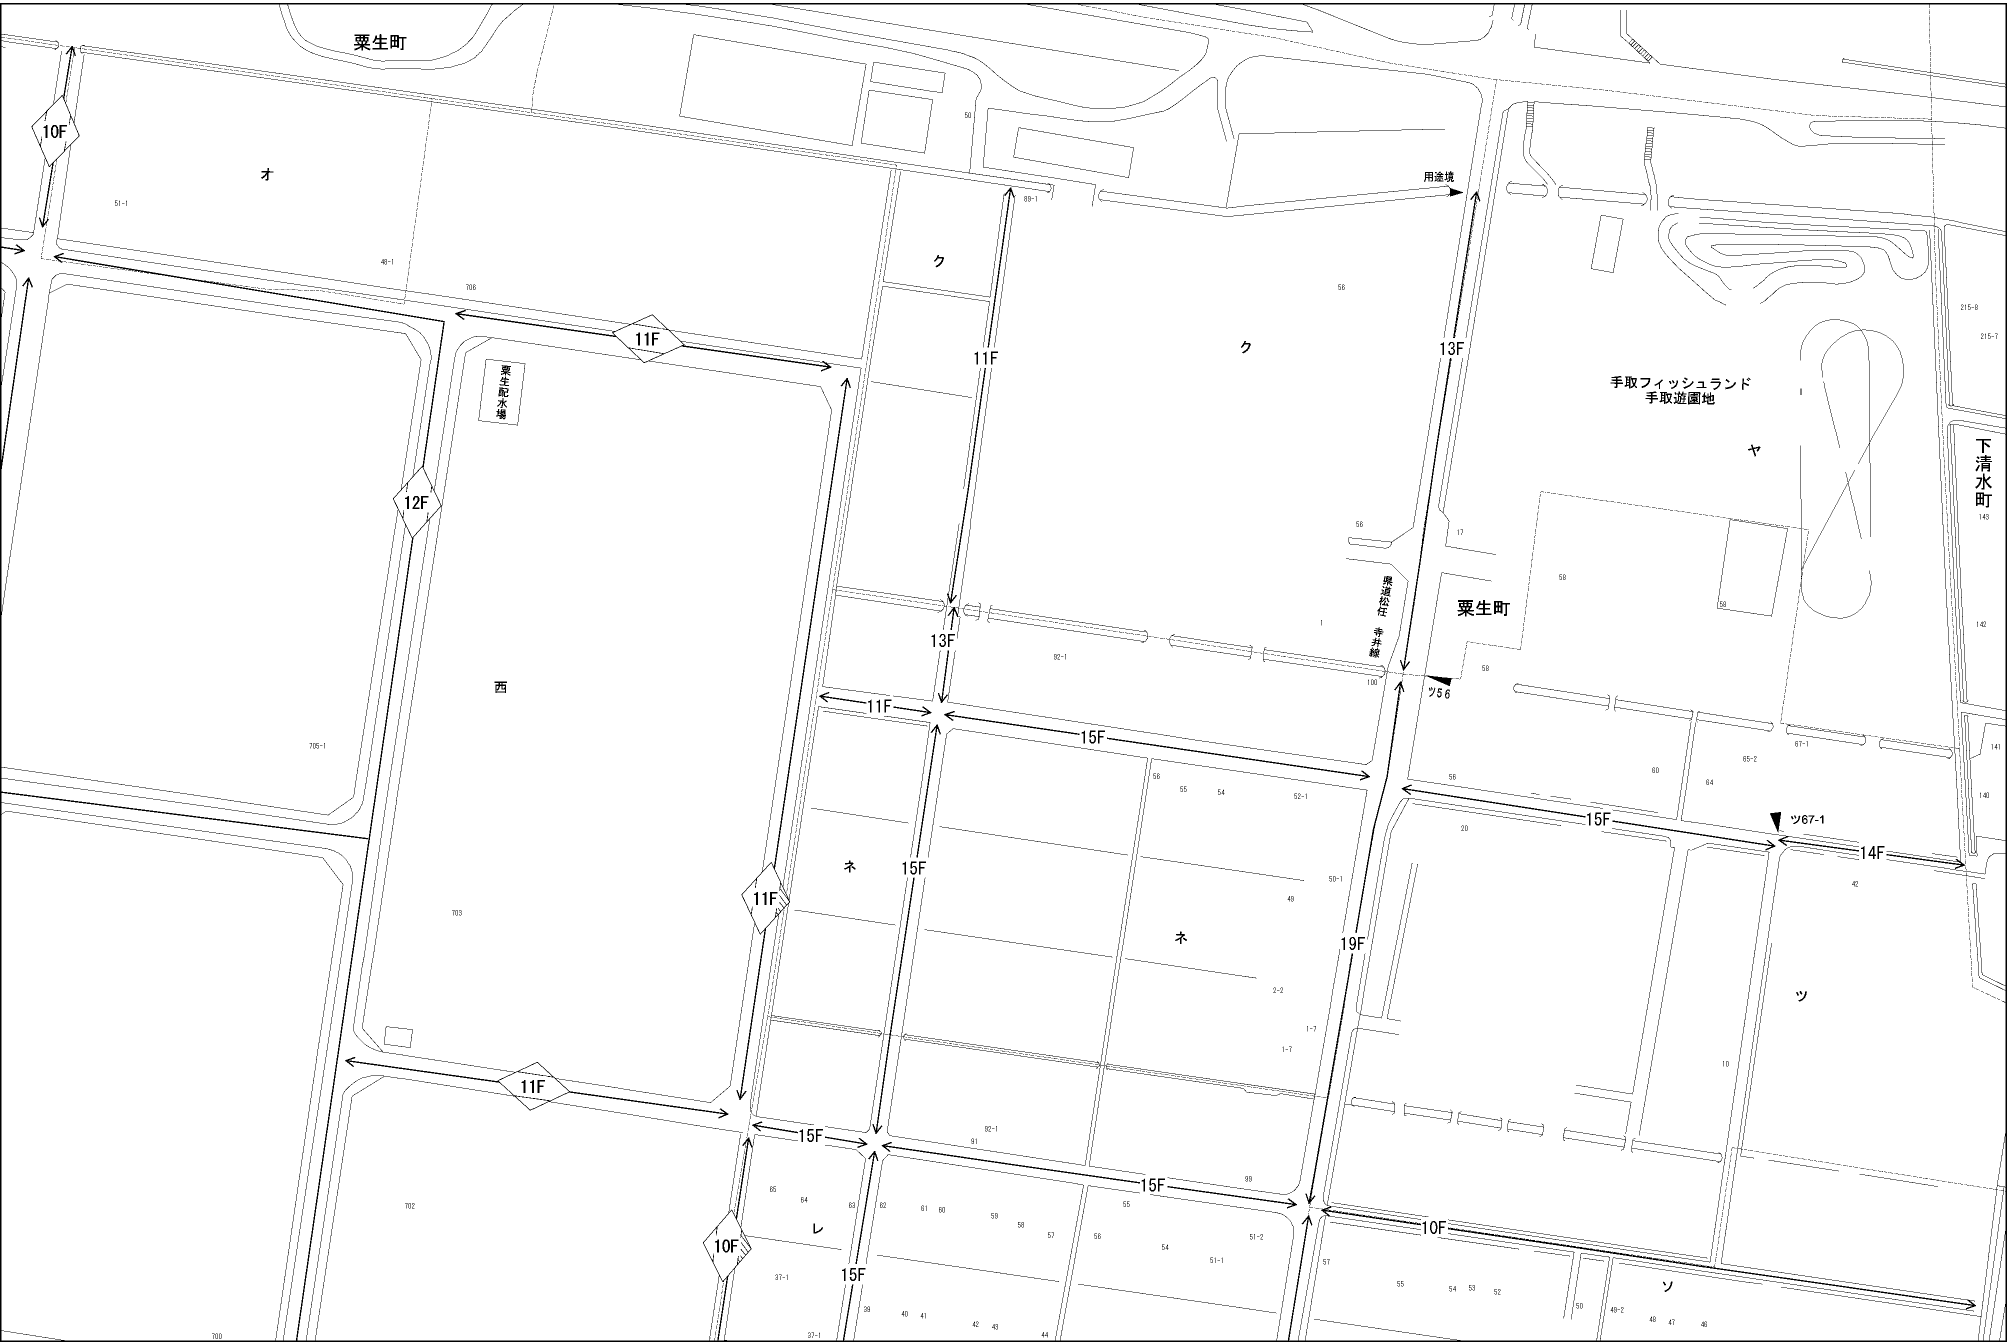 粟生町
10F
50
用途境
オ
51-1
89-1
ク
48-1
706
56
215-8
215-7
11F
11F
ク
13F
粟生配水場
手取フィッシュランド
手取遊園地
ヤ
下清水町
12F
143
56
17
58
県道松任 寺井線
粟生町
58
13F
1
142
92-1
58
西
100
ツ56
11F
15F
705-1
67-1
141
65-2
60
64
56
55
54
52-1
56
140
15F
ツ67-1
20
14F
ネ
15F
50-1
42
11F
49
703
ネ
19F
2-2
ツ
1-7
1-7
10
11F
92-1
91
15F
99
15F
65
64
63
62
61
60
59
58
57
55
56
54
51-2
51-1
702
レ
10F
10F
57
15F
37-1
55
54
53
52
ソ
39
40
41
42
43
44
50
49-2
48
47
46
700
37-1